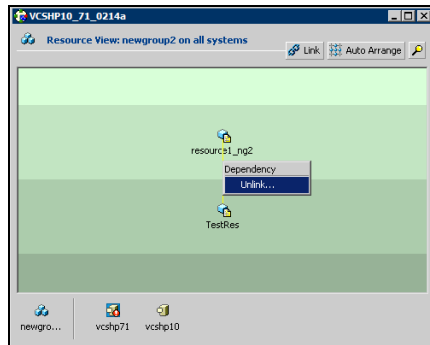 VCSHP10_71_0214a
Resource View: newgroup2 on all systems
Link Auto Arrange
resource1_ng2
Dependency
Unlink...
TestRes
newgro... vcshp71 vcshp10